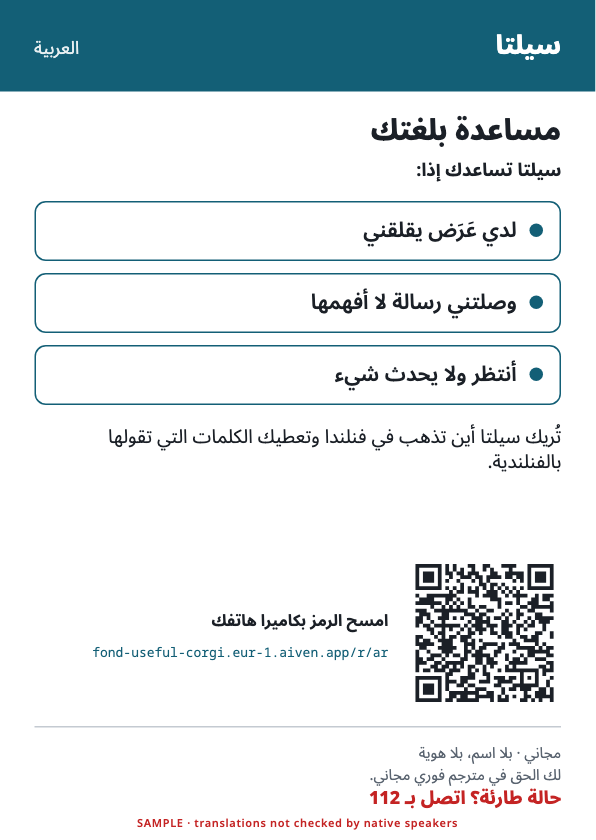 سيلتا
العربية
مساعدة بلغتك
سيلتا تساعدك إذا:
لدي عَرَض يقلقني
وصلتني رسالة لا أفهمها
أنتظر ولا يحدث شيء
تُريك سيلتا أين تذهب في فنلندا وتعطيك الكلمات التي تقولها
بالفنلندية.
امسح الرمز بكاميرا هاتفك
fond-useful-corgi.eur-1.aiven.app/r/ar
مجاني · بلا اسم، بلا هوية
لك الحق في مترجم فوري مجاني.
حالة طارئة؟ اتصل بـ 112
SAMPLE · translations not checked by native speakers